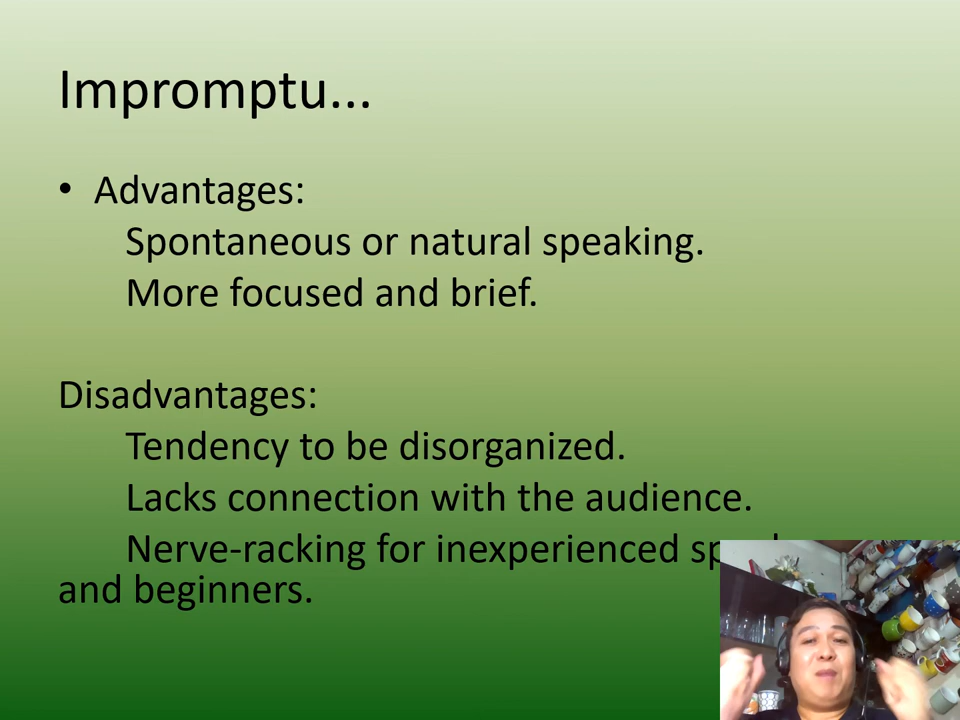 Impromptu...
• Advantages:
Spontaneous or natural speaking.
More focused and brief.
Disadvantages:
Tendency to be disorganized.
Lacks connection with the audience.
Nerve-racking for inexperienced
and beginners.